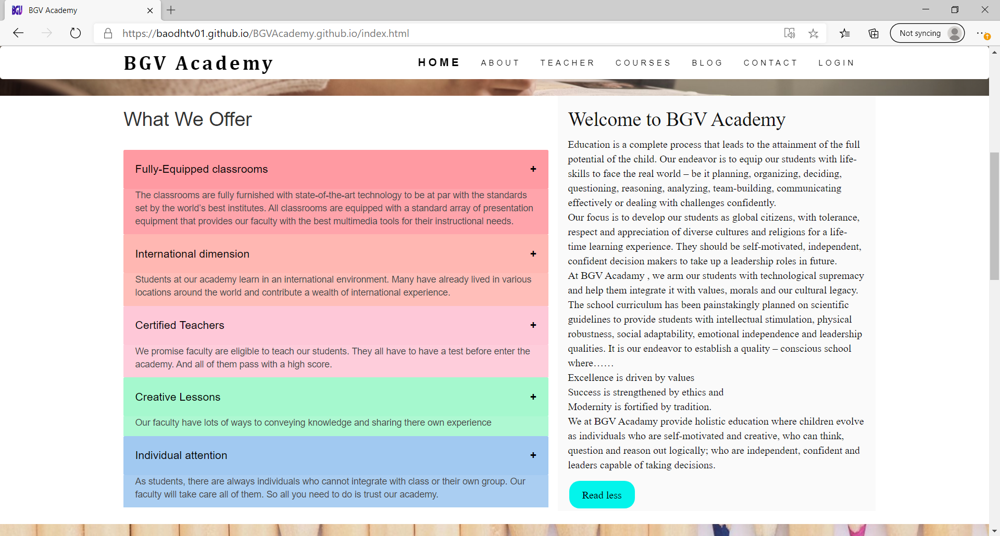 BGV
BGV Academy
https://baodhtv01.github.io/BGVAcademy.github.io/index.html
Not syncing
BGV Academy
HOME
ABOUT
TEACHER
COURSES
BLOG
CONTACT
LOGIN
What We Offer
Fully-Equipped classrooms
+
The classrooms are fully furnished with state-of-the-art technology to be at par with the standards
set by the world’s best institutes. All classrooms are equipped with a standard array of presentation
equipment that provides our faculty with the best multimedia tools for their instructional needs.
International dimension
+
Students at our academy learn in an international environment. Many have already lived in various
locations around the world and contribute a wealth of international experience.
Certified Teachers
+
We promise faculty are eligible to teach our students. They all have to have a test before enter the
academy. And all of them pass with a high score.
Creative Lessons
+
Our faculty have lots of ways to conveying knowledge and sharing there own experience
Individual attention
+
As students, there are always individuals who cannot integrate with class or their own group. Our
faculty will take care all of them. So all you need to do is trust our academy.
Welcome to BGV Academy
Education is a complete process that leads to the attainment of the full
potential of the child. Our endeavor is to equip our students with life-
skills to face the real world – be it planning, organizing, deciding,
questioning, reasoning, analyzing, team-building, communicating
effectively or dealing with challenges confidently.
Our focus is to develop our students as global citizens, with tolerance,
respect and appreciation of diverse cultures and religions for a life-
time learning experience. They should be self-motivated, independent,
confident decision makers to take up a leadership roles in future.
At BGV Acadamy , we arm our students with technological supremacy
and help them integrate it with values, morals and our cultural legacy.
The school curriculum has been painstakingly planned on scientific
guidelines to provide students with intellectual stimulation, physical
robustness, social adaptability, emotional independence and leadership
qualities. It is our endeavor to establish a quality – conscious school
where……
Excellence is driven by values
Success is strengthened by ethics and
Modernity is fortified by tradition.
We at BGV Acadamy provide holistic education where children evolve
as individuals who are self-motivated and creative, who can think,
question and reason out logically; who are independent, confident and
leaders capable of taking decisions.
Read less